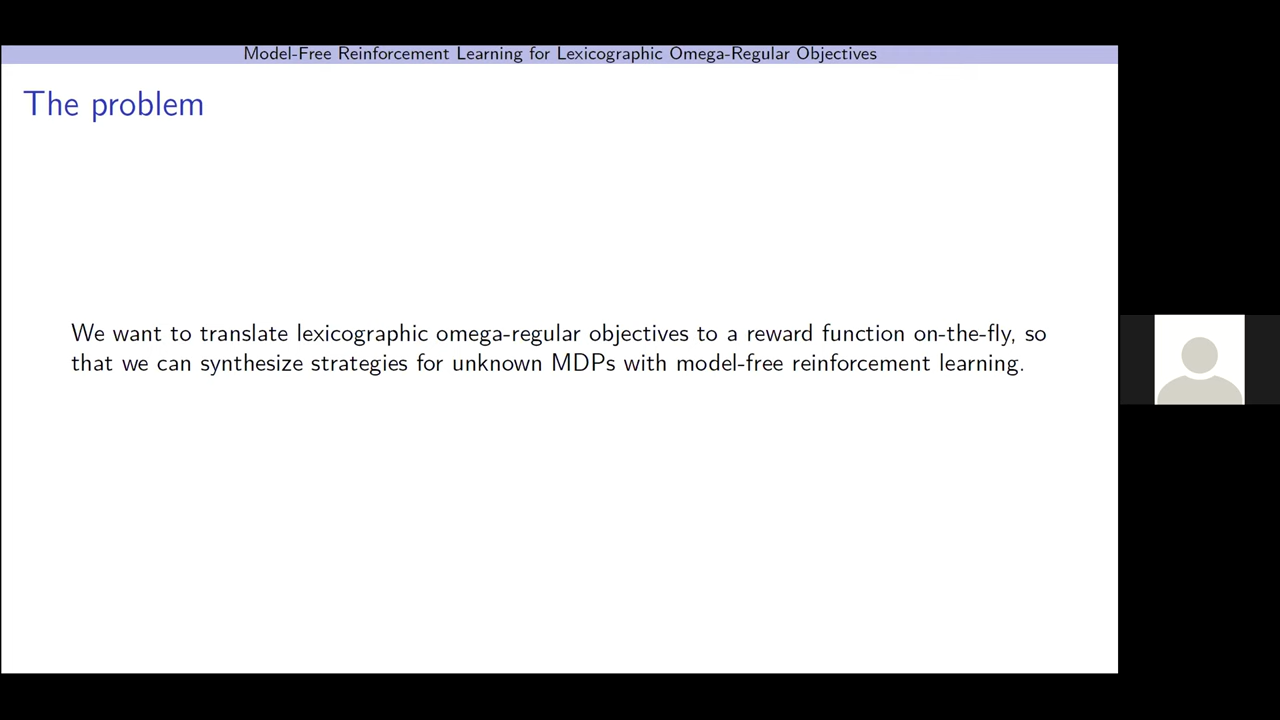 Model-Free Reinforcement Learning for Lexicographic Omega-Regular Objectives
The problem
We want to translate lexicographic omega-regular objectives to a reward function on-the-fly, so
that we can synthesize strategies for unknown MDPs with model-free reinforcement learning.